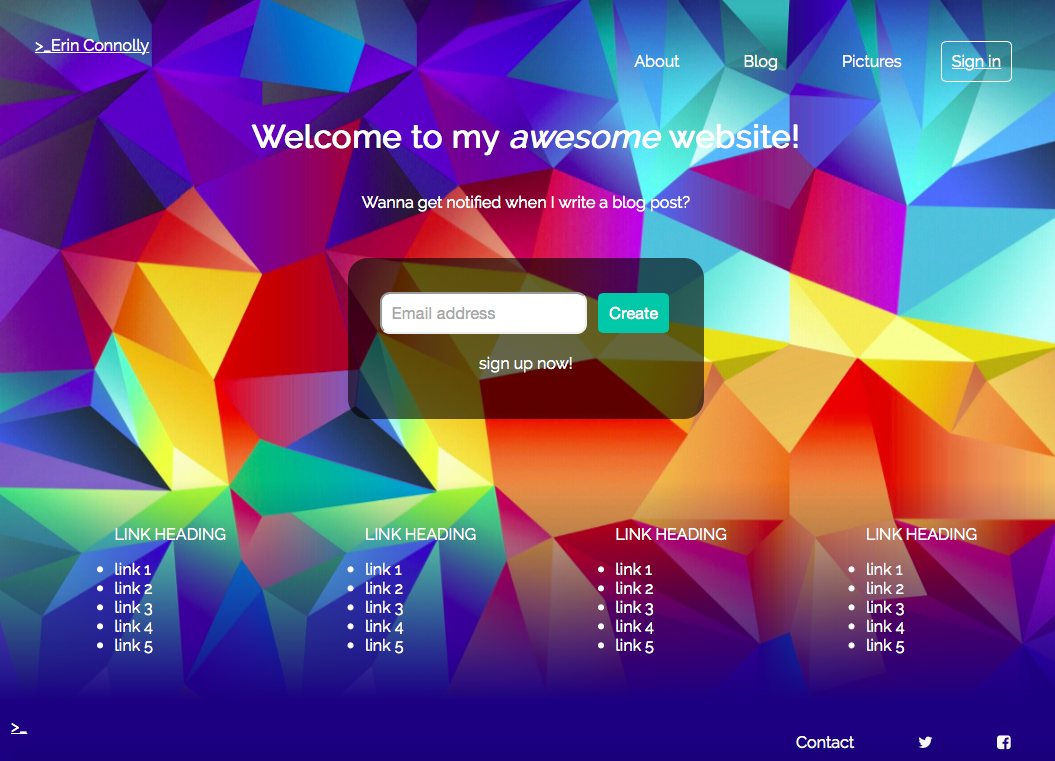 >_Erin Connolly
About Blog Pictures Sign in
Welcome to my awesome website!
Wanna get notified when I write a blog post?
Email address Create
sign up now!
LINK HEADING LINK HEADING LINK HEADING LINK HEADING
link 1 link 1 link 1 link 1
link 2 link 2 link 2 link 2
link 3 link 3 link 3 link 3
link 4 link 4 link 4 link 4
link 5 link 5 link 5 link 5
>_
Contact